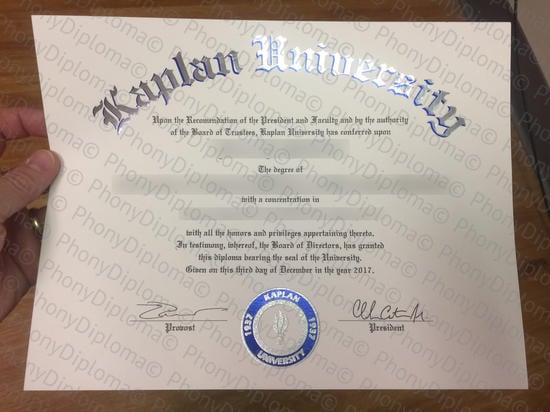 Kaplan University
Upon the Recommendation of the President and Faculty and by the authority
of the Board of Trustees, Kaplan University has conferred upon
The degree of
with a concentration in
with all the honors and privileges appertaining thereto.
In testimony, whereof, the Board of Directors, has granted
this diploma bearing the seal of the University.
Given on this third day of December in the year 2017.
Provost
President
KAPLAN
1937 1937
UNIVERSITY
PhonyDiploma©